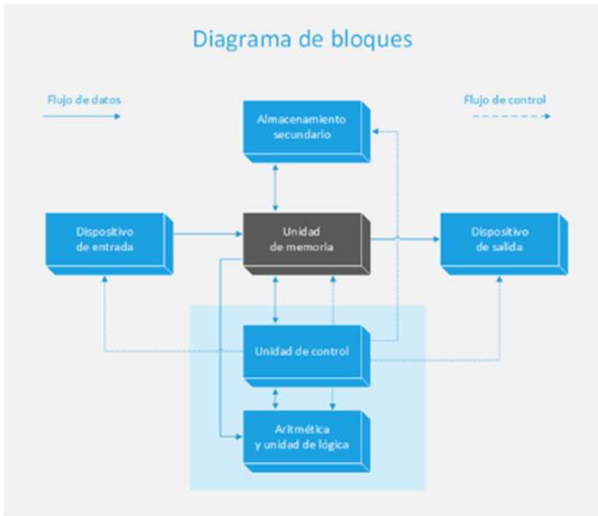 Diagrama de bloques
Flujo de datos
Flujo de control
Almacenamiento
secundario
Dispositivo
de entrada
Unidad
de memoria
Dispositivo
de salida
Unidad de control
Aritmética
y unidad de lógica